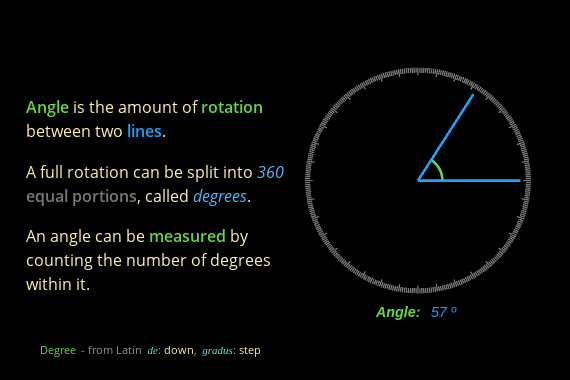 Angle is the amount of rotation
between two lines.
A full rotation can be split into 360
equal portions, called degrees.
An angle can be measured by
counting the number of degrees
within it.
Angle: 57 º
Degree - from Latin de: down, gradus: step